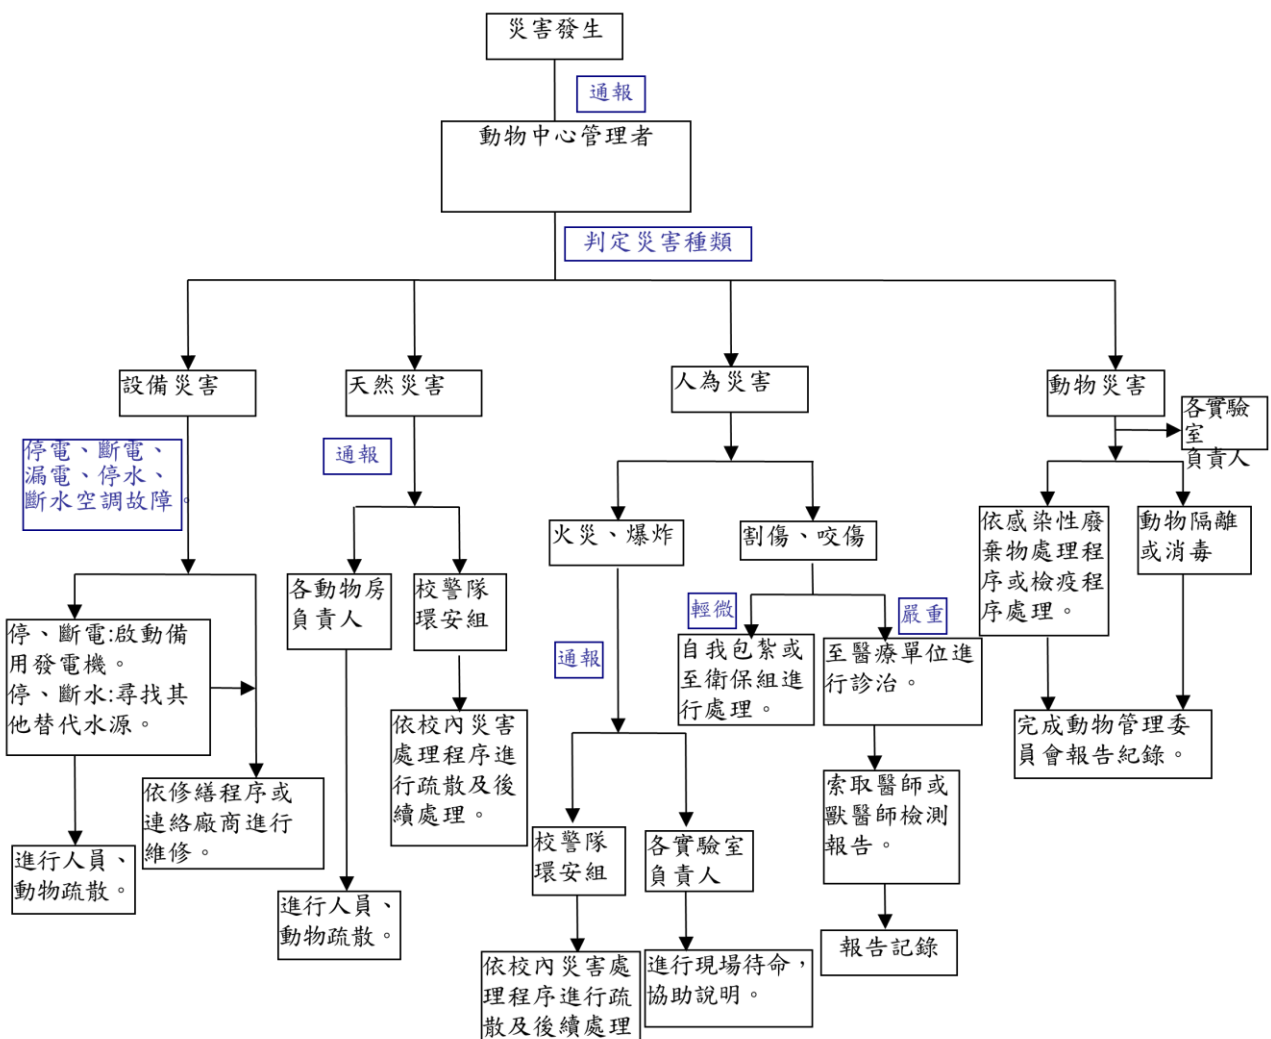 災害發生
通報
動物中心管理者
判定災害種類
設備災害
天然災害
人為災害
動物災害
各實驗
室
負責人
停電、斷電、
漏電、停水、
斷水空調故障。
通報
火災、爆炸
割傷、咬傷
依感染性廢
棄物處理程
序或檢疫程
序處理。
動物隔離
或消毒
各動物房
負責人
校警隊
環安組
輕微
嚴重
停、斷電:啟動備
用發電機。
停、斷水:尋找其
他替代水源。
通報
自我包紮或
至衛保組進
行處理。
至醫療單位進
行診治。
依校內災害
處理程序進
行疏散及後
續處理。
完成動物管理委
員會報告紀錄。
依修繕程序或
連絡廠商進行
維修。
索取醫師或
獸醫師檢測
報告。
進行人員、
動物疏散。
校警隊
環安組
各實驗室
負責人
進行人員、
動物疏散。
報告記錄
依校內災害處
理程序進行疏
散及後續處理
進行現場待命，
協助說明。